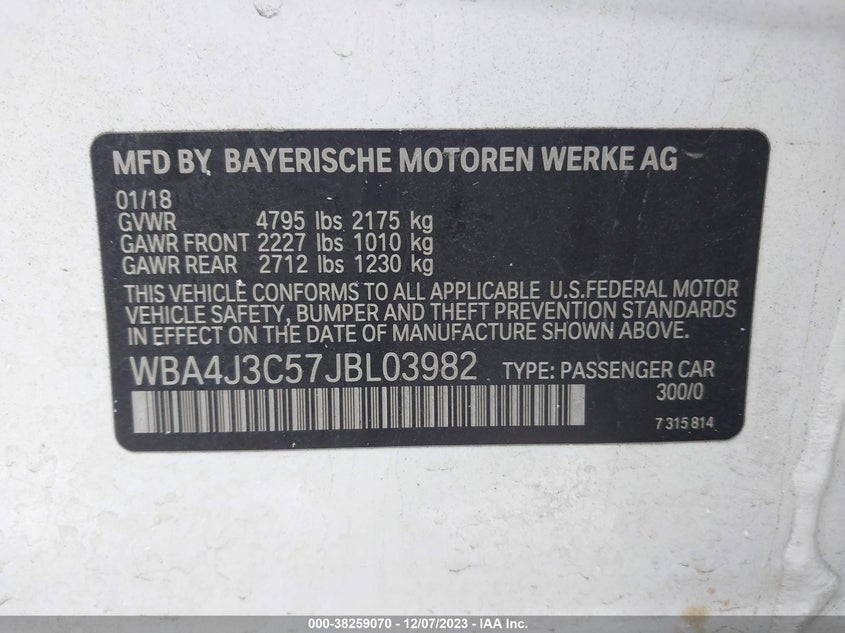 MFD BY BAYERISCHE MOTOREN WERKE AG
01/18
GVWR 4795 lbs 2175 kg
GAWR FRONT 2227 lbs 1010 kg
GAWR REAR 2712 lbs 1230 kg
THIS VEHICLE CONFORMS TO ALL APPLICABLE U.S.FEDERAL MOTOR
VEHICLE SAFETY, BUMPER AND THEFT PREVENTION STANDARDS
IN EFFECT ON THE DATE OF MANUFACTURE SHOWN ABOVE.
WBA4J3C57JBL03982 TYPE: PASSENGER CAR
300/0
7 315 814
000-38259070 - 12/07/2023 - IAA Inc.